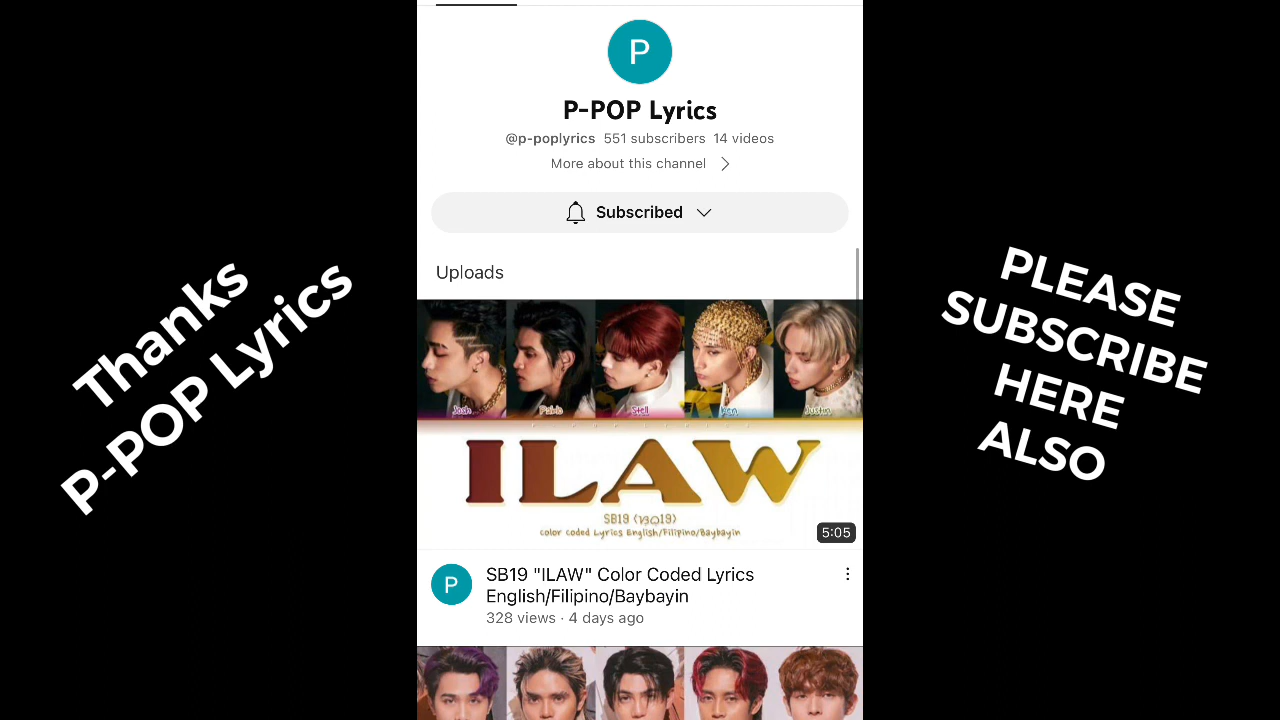 Thanks
P-POP Lyrics
P
P-POP Lyrics
@p-poplyrics 551 subscribers 14 videos
More about this channel
Subscribed
Uploads
Josh Pablo Stell Ken Justin
P - P O P L Y R I C S
ILAW
SB19
color coded Lyrics English/Filipino/Baybayin
5:05
P
SB19 "ILAW" Color Coded Lyrics
English/Filipino/Baybayin
328 views · 4 days ago
PLEASE
SUBSCRIBE
HERE
ALSO